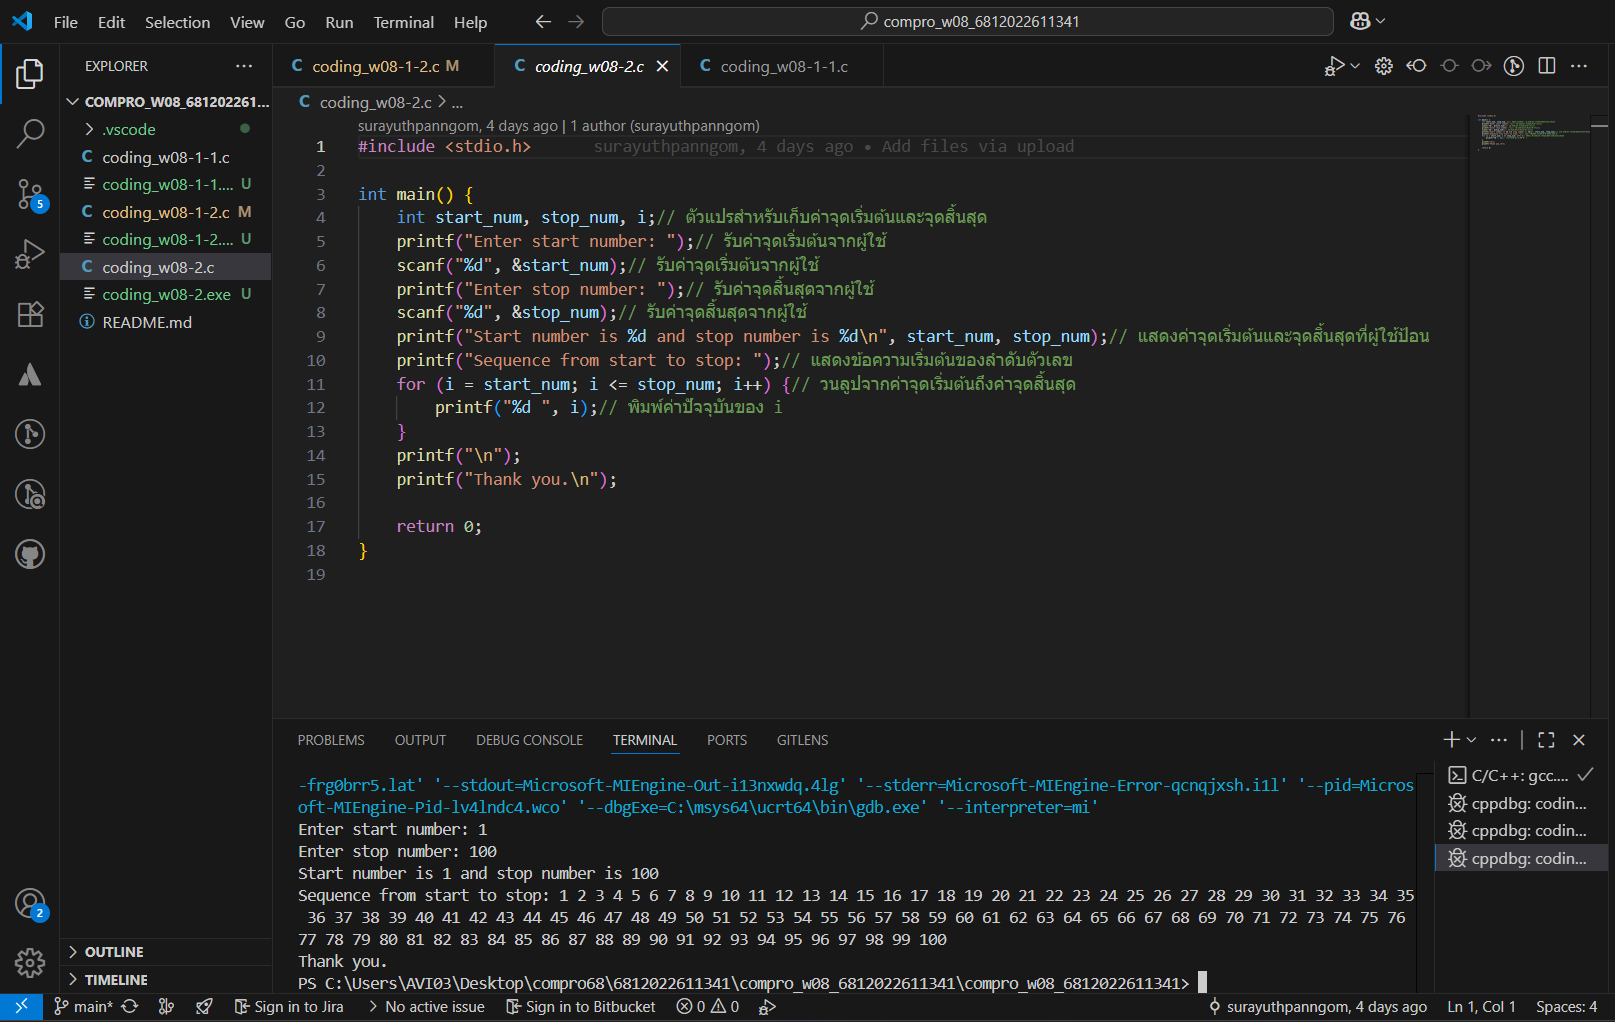 File Edit Selection View Go Run Terminal Help
compro_w08_6812022611341
EXPLORER
COMPRO_W08_681202261...
.vscode
coding_w08-1-1.c
coding_w08-1-1.... U
coding_w08-1-2.c M
coding_w08-1-2.... U
coding_w08-2.c
coding_w08-2.exe U
README.md
OUTLINE
TIMELINE
5
2
coding_w08-1-2.c M
coding_w08-2.c
coding_w08-1-1.c
coding_w08-2.c > ...
surayuthpanngom, 4 days ago | 1 author (surayuthpanngom)
1 #include <stdio.h> surayuthpanngom, 4 days ago • Add files via upload
2
3 int main() {
4 int start_num, stop_num, i;// ตัวแปรสำหรับเก็บค่าจุดเริ่มต้นและจุดสิ้นสุด
5 printf("Enter start number: ");// รับค่าจุดเริ่มต้นจากผู้ใช้
6 scanf("%d", &start_num);// รับค่าจุดเริ่มต้นจากผู้ใช้
7 printf("Enter stop number: ");// รับค่าจุดสิ้นสุดจากผู้ใช้
8 scanf("%d", &stop_num);// รับค่าจุดสิ้นสุดจากผู้ใช้
9 printf("Start number is %d and stop number is %d\n", start_num, stop_num);// แสดงค่าจุดเริ่มต้นและจุดสิ้นสุดที่ผู้ใช้ป้อน
10 printf("Sequence from start to stop: ");// แสดงข้อความเริ่มต้นของลำดับตัวเลข
11 for (i = start_num; i <= stop_num; i++) {// วนลูปจากค่าจุดเริ่มต้นถึงค่าจุดสิ้นสุด
12 printf("%d ", i);// พิมพ์ค่าปัจจุบันของ i
13 }
14 printf("\n");
15 printf("Thank you.\n");
16
17 return 0;
18 }
19
PROBLEMS OUTPUT DEBUG CONSOLE TERMINAL PORTS GITLENS
-frg0brr5.lat' '--stdout=Microsoft-MIEngine-Out-i13nxwdq.4lg' '--stderr=Microsoft-MIEngine-Error-qcnqjxsh.i1l' '--pid=Micros
oft-MIEngine-Pid-lv4lndc4.wco' '--dbgExe=C:\msys64\ucrt64\bin\gdb.exe' '--interpreter=mi'
Enter start number: 1
Enter stop number: 100
Start number is 1 and stop number is 100
Sequence from start to stop: 1 2 3 4 5 6 7 8 9 10 11 12 13 14 15 16 17 18 19 20 21 22 23 24 25 26 27 28 29 30 31 32 33 34 35
36 37 38 39 40 41 42 43 44 45 46 47 48 49 50 51 52 53 54 55 56 57 58 59 60 61 62 63 64 65 66 67 68 69 70 71 72 73 74 75 76
77 78 79 80 81 82 83 84 85 86 87 88 89 90 91 92 93 94 95 96 97 98 99 100
Thank you.
PS C:\Users\AVI03\Desktop\compro68\6812022611341\compro_w08_6812022611341\compro_w08_6812022611341>
C/C++: gcc....
cppdbg: codin...
cppdbg: codin...
cppdbg: codin...
main* Sign in to Jira > No active issue Sign in to Bitbucket 0 0 surayuthpanngom, 4 days ago Ln 1, Col 1 Spaces: 4